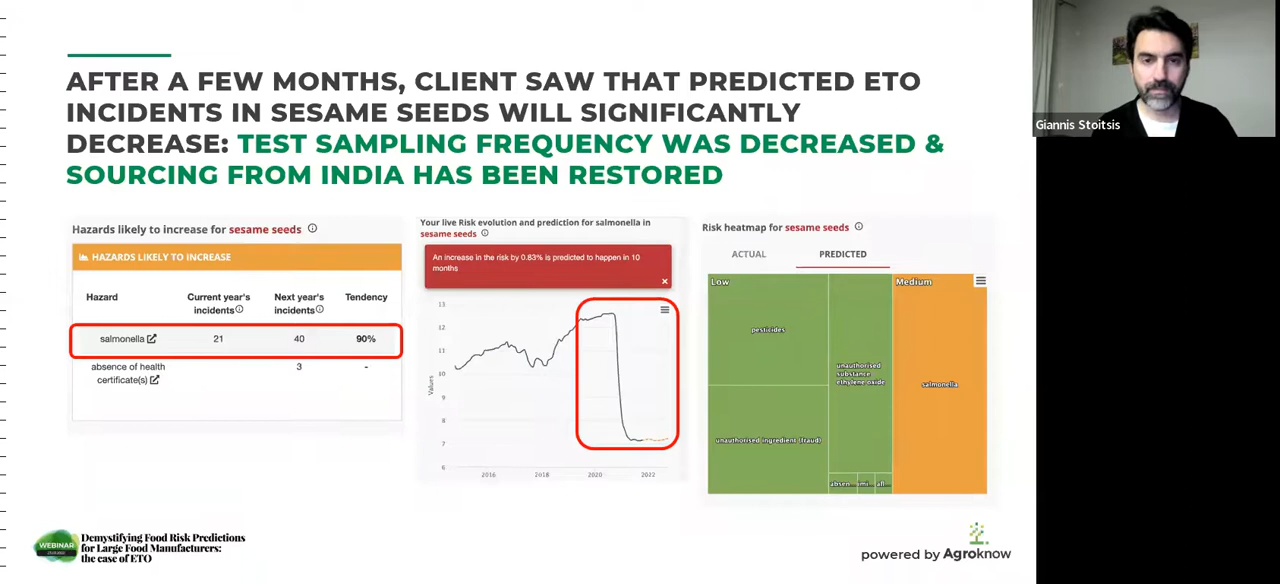 AFTER A FEW MONTHS, CLIENT SAW THAT PREDICTED ETO
INCIDENTS IN SESAME SEEDS WILL SIGNIFICANTLY
DECREASE: TEST SAMPLING FREQUENCY WAS DECREASED &
SOURCING FROM INDIA HAS BEEN RESTORED
Giannis Stoitsis
Hazards likely to increase for sesame seeds
HAZARDS LIKELY TO INCREASE
Hazard
Current year's
incidents
Next year's
incidents
Tendency
salmonella
21
40
90%
absence of health
certificate(s)
3
-
Your live Risk evolution and prediction for salmonella in
sesame seeds
An increase in the risk by 0.83% is predicted to happen in 10
months
x
Values
13
12
11
10
9
8
7
6
2016
2018
2020
2022
Risk heatmap for sesame seeds
ACTUAL
PREDICTED
Low
Medium
pesticides
unauthorised
substance
ethylene oxide
salmonella
unauthorised ingredient (fraud)
absen...
afl...
WEBINAR
Demystifying Food Risk Predictions
for Large Food Manufacturers:
the case of ETO
powered by Agroknow